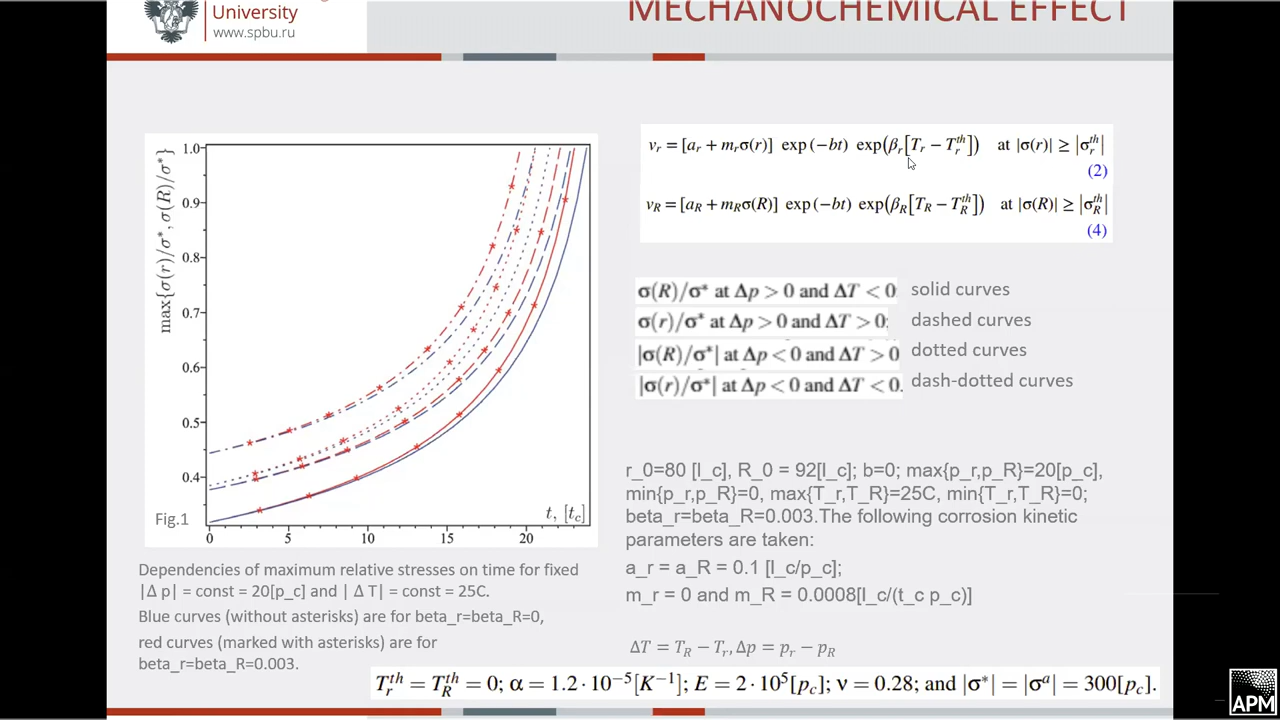 University
www.spbu.ru
MECHANOCHEMICAL EFFECT
max{σ(r)/σ*, σ(R)/σ*}
1.0
0.9
0.8
0.7
0.6
0.5
0.4
Fig.1
t, [t_c]
0 5 10 15 20
v_r = [a_r + m_rσ(r)] exp(−bt) exp(β_r[T_r − T_r^th]) at |σ(r)| ≥ |σ_r^th|
(2)
v_R = [a_R + m_Rσ(R)] exp(−bt) exp(β_R[T_R − T_R^th]) at |σ(R)| ≥ |σ_R^th|
(4)
σ(R)/σ* at Δp > 0 and ΔT < 0; solid curves
σ(r)/σ* at Δp > 0 and ΔT > 0; dashed curves
|σ(R)/σ*| at Δp < 0 and ΔT > 0 dotted curves
|σ(r)/σ*| at Δp < 0 and ΔT < 0. dash-dotted curves
r_0=80 [l_c], R_0 = 92[l_c]; b=0; max{p_r,p_R}=20[p_c],
min{p_r,p_R}=0, max{T_r,T_R}=25C, min{T_r,T_R}=0;
beta_r=beta_R=0.003.The following corrosion kinetic
parameters are taken:
a_r = a_R = 0.1 [l_c/p_c];
m_r = 0 and m_R = 0.0008[l_c/(t_c p_c)]
ΔT = T_R − T_r, Δp = p_r − p_R
Dependencies of maximum relative stresses on time for fixed
|Δ p| = const = 20[p_c] and | Δ T| = const = 25C.
Blue curves (without asterisks) are for beta_r=beta_R=0,
red curves (marked with asterisks) are for
beta_r=beta_R=0.003.
T_r^th = T_R^th = 0; α = 1.2 · 10^−5[K^−1]; E = 2 · 10^5[p_c]; ν = 0.28; and |σ*| = |σ^a| = 300[p_c].
APM